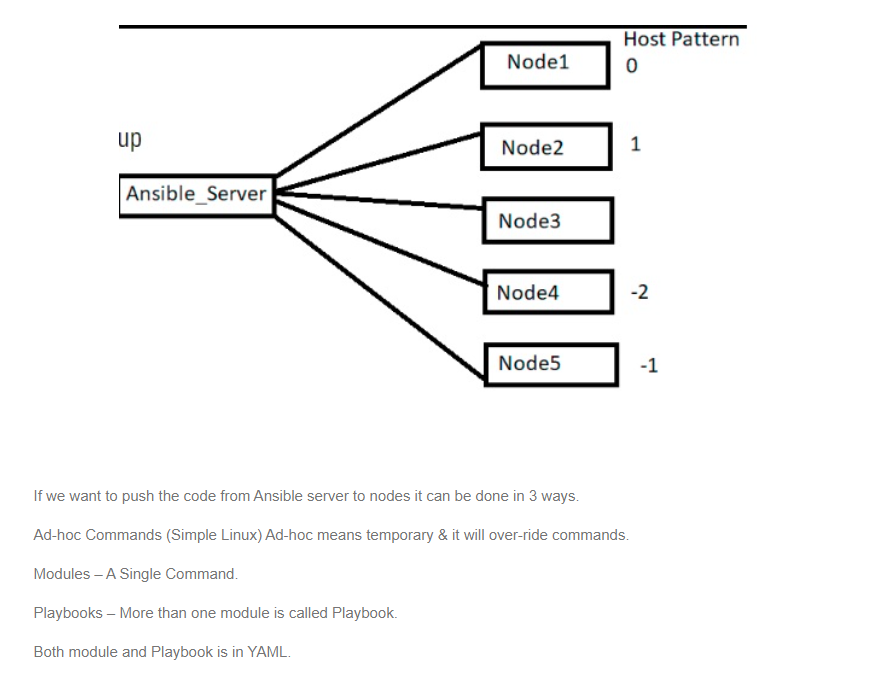 Host Pattern
Node1
0
up
Node2
1
Ansible_Server
Node3
Node4
-2
Node5
-1
If we want to push the code from Ansible server to nodes it can be done in 3 ways.
Ad-hoc Commands (Simple Linux) Ad-hoc means temporary & it will over-ride commands.
Modules – A Single Command.
Playbooks – More than one module is called Playbook.
Both module and Playbook is in YAML.